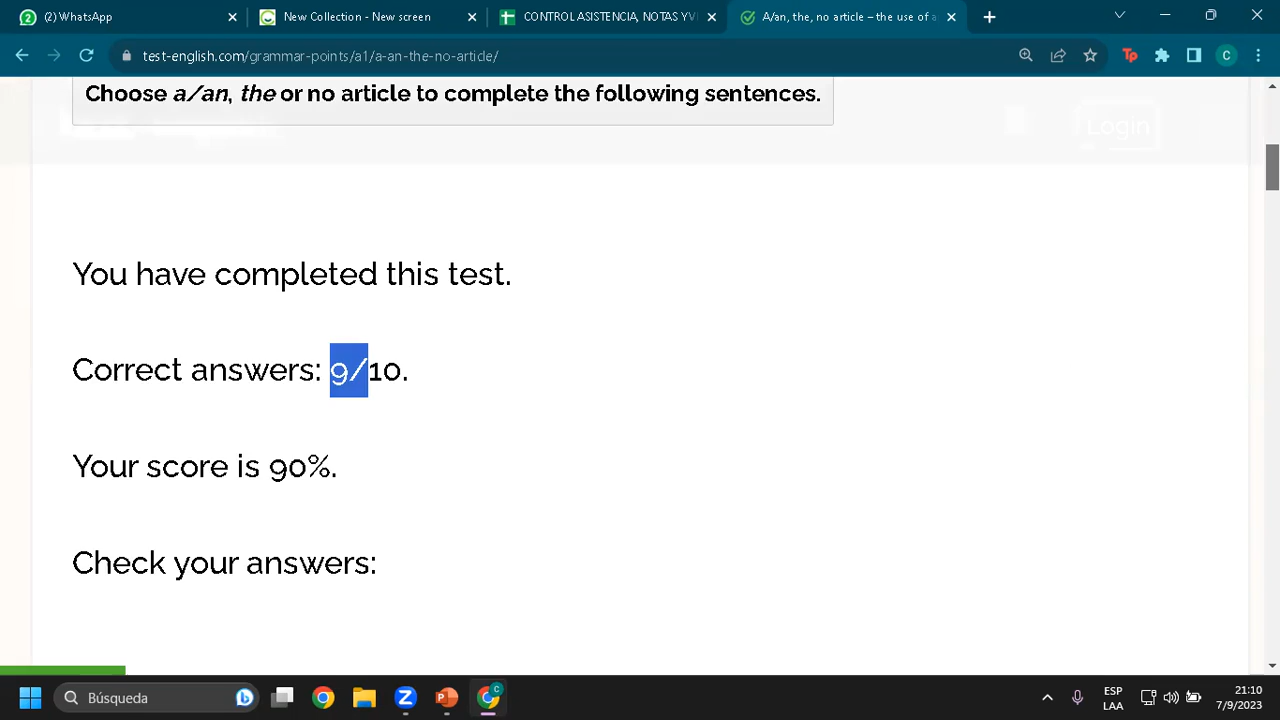 (2) WhatsApp
New Collection - New screen
CONTROL ASISTENCIA, NOTAS YVI
A/an, the, no article – the use of a
test-english.com/grammar-points/a1/a-an-the-no-article/
Choose a/an, the or no article to complete the following sentences.
Login
You have completed this test.
Correct answers: 9/10.
Your score is 90%.
Check your answers:
Búsqueda
ESP
LAA
21:10
7/9/2023